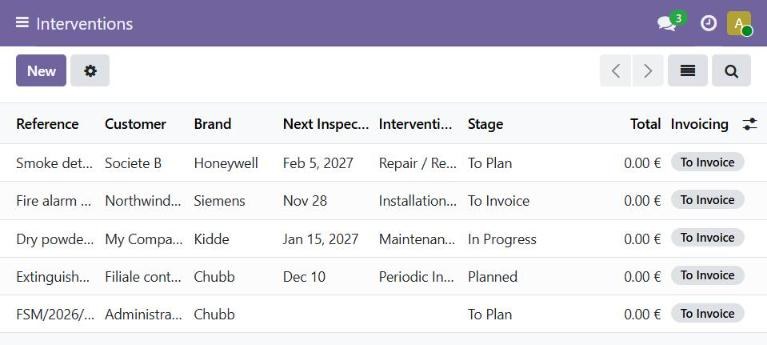 Interventions 3 A
New
Reference Customer Brand Next Inspec... Interventi... Stage Total Invoicing
Smoke det... Societe B Honeywell Feb 5, 2027 Repair / Re... To Plan 0.00 € To Invoice
Fire alarm ... Northwind... Siemens Nov 28 Installation... To Invoice 0.00 € To Invoice
Dry powde... My Compa... Kidde Jan 15, 2027 Maintenan... In Progress 0.00 € To Invoice
Extinguish... Filiale cont... Chubb Dec 10 Periodic In... Planned 0.00 € To Invoice
FSM/2026/... Administra... Chubb To Plan 0.00 € To Invoice